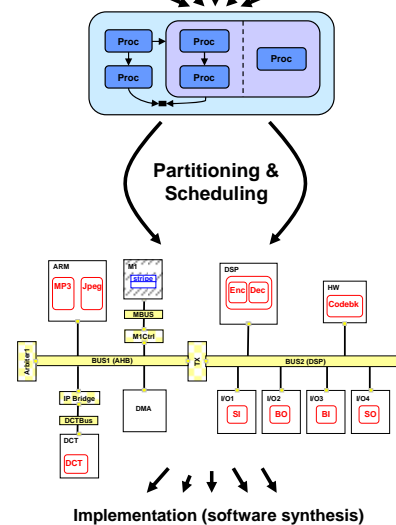 Proc
Proc
Proc
Proc
Proc
Partitioning &
Scheduling
ARM
MP3
Jpeg
M1
stripe
DSP
Enc
Dec
HW
Codebk
MBUS
M1Ctrl
Arbiter1
BUS1 (AHB)
TX
BUS2 (DSP)
IP Bridge
DCTBus
DCT
DCT
DMA
I/O1
SI
I/O2
BO
I/O3
BI
I/O4
SO
Implementation (software synthesis)